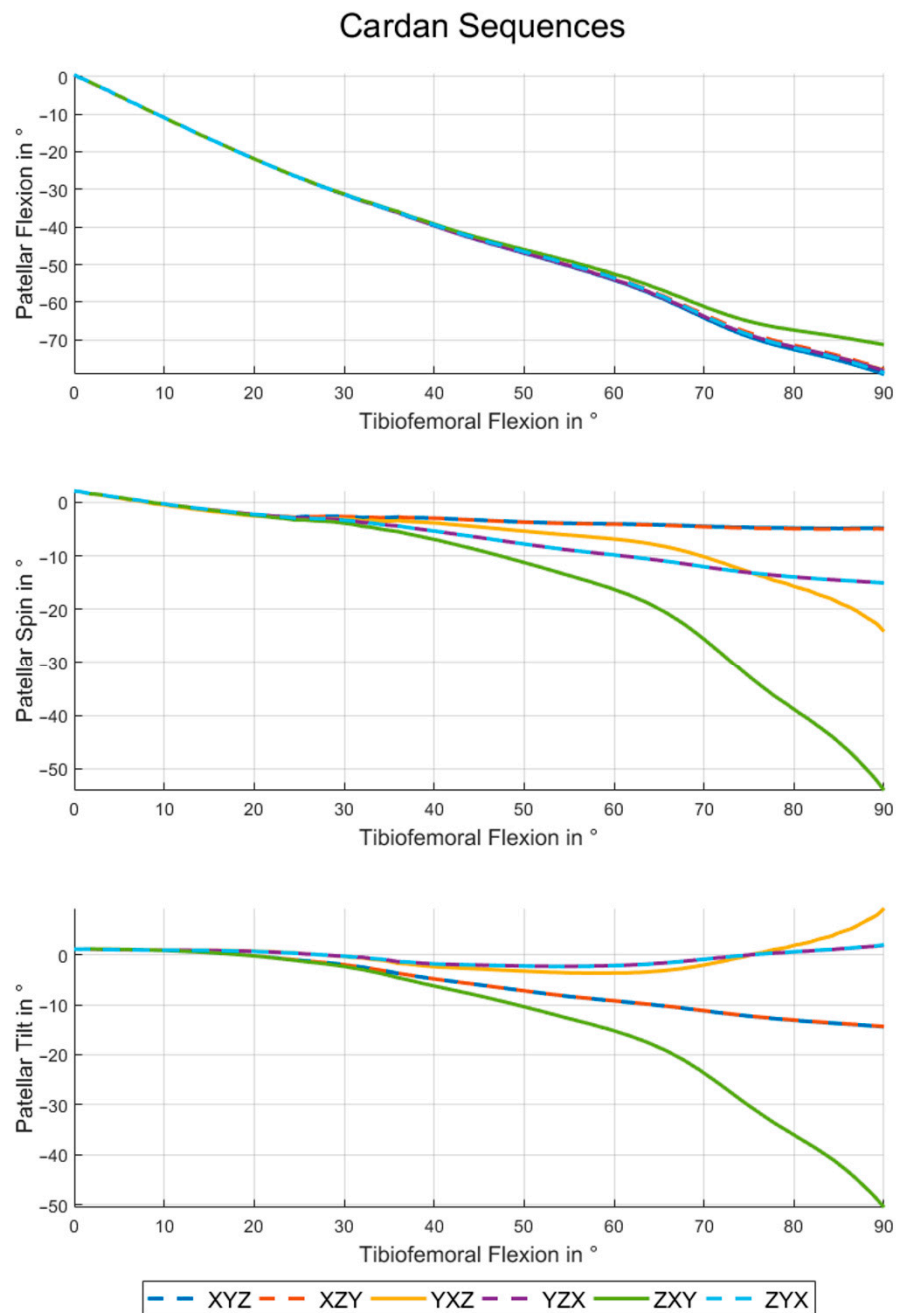 Cardan Sequences
Patellar Flexion in °
0
−10
−20
−30
−40
−50
−60
−70
0 10 20 30 40 50 60 70 80 90
Tibiofemoral Flexion in °
Patellar Spin in °
0
−10
−20
−30
−40
−50
0 10 20 30 40 50 60 70 80 90
Tibiofemoral Flexion in °
Patellar Tilt in °
0
−10
−20
−30
−40
−50
0 10 20 30 40 50 60 70 80 90
Tibiofemoral Flexion in °
XYZ XZY YXZ YZX ZXY ZYX